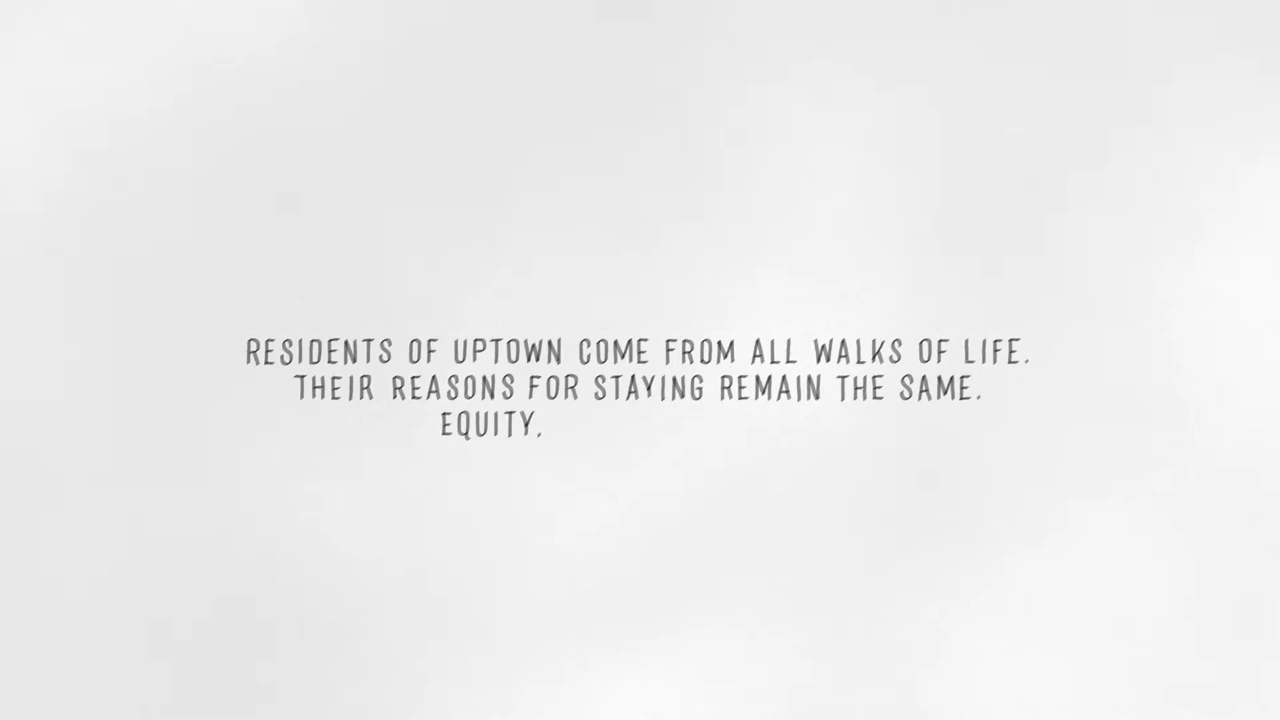 RESIDENTS OF UPTOWN COME FROM ALL WALKS OF LIFE.
THEIR REASONS FOR STAYING REMAIN THE SAME.
EQUITY.